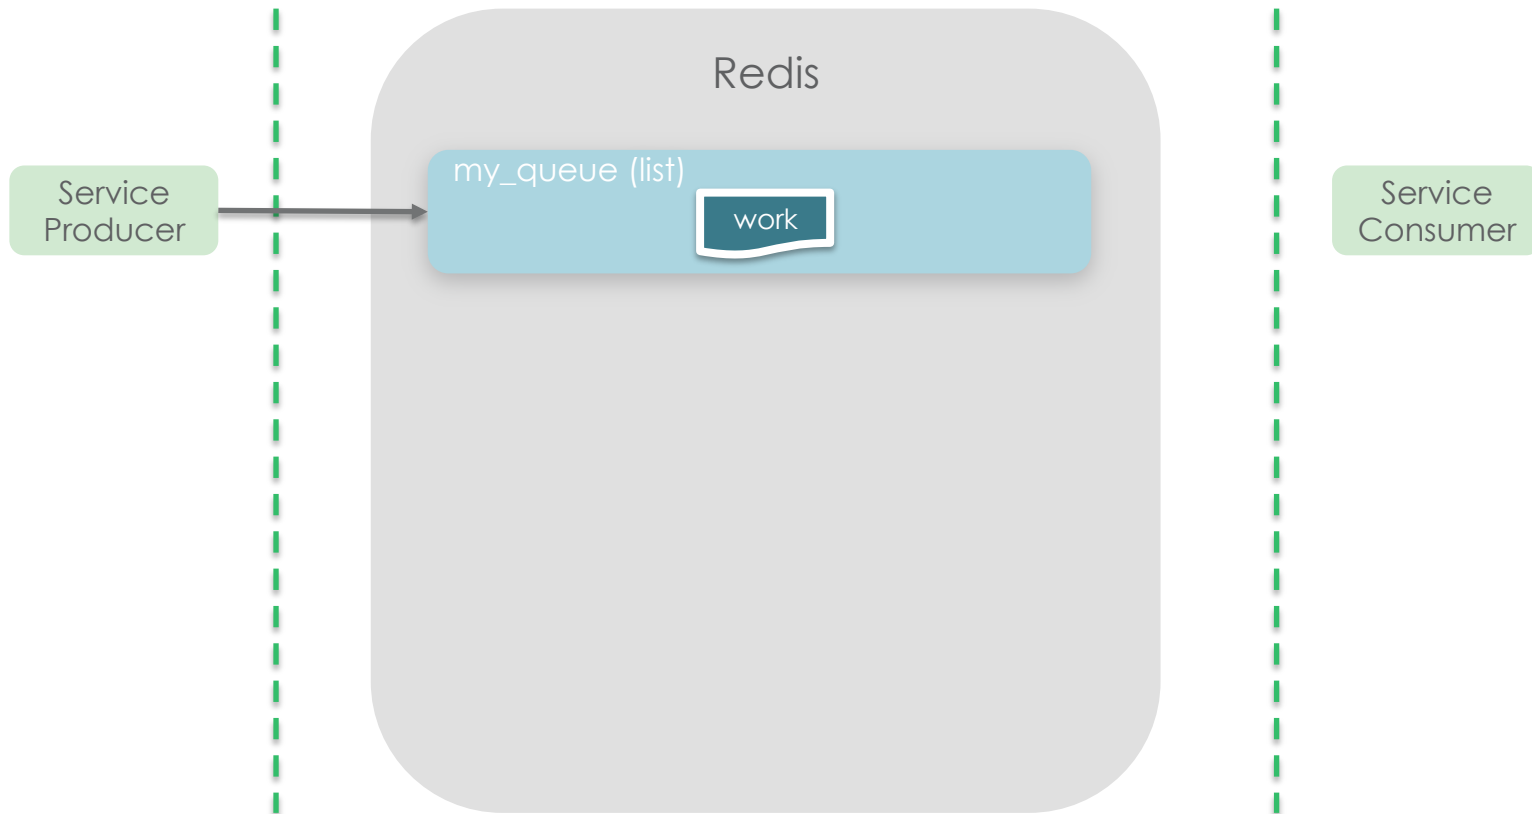 Redis
my_queue (list)
Service
Producer
work
Service
Consumer